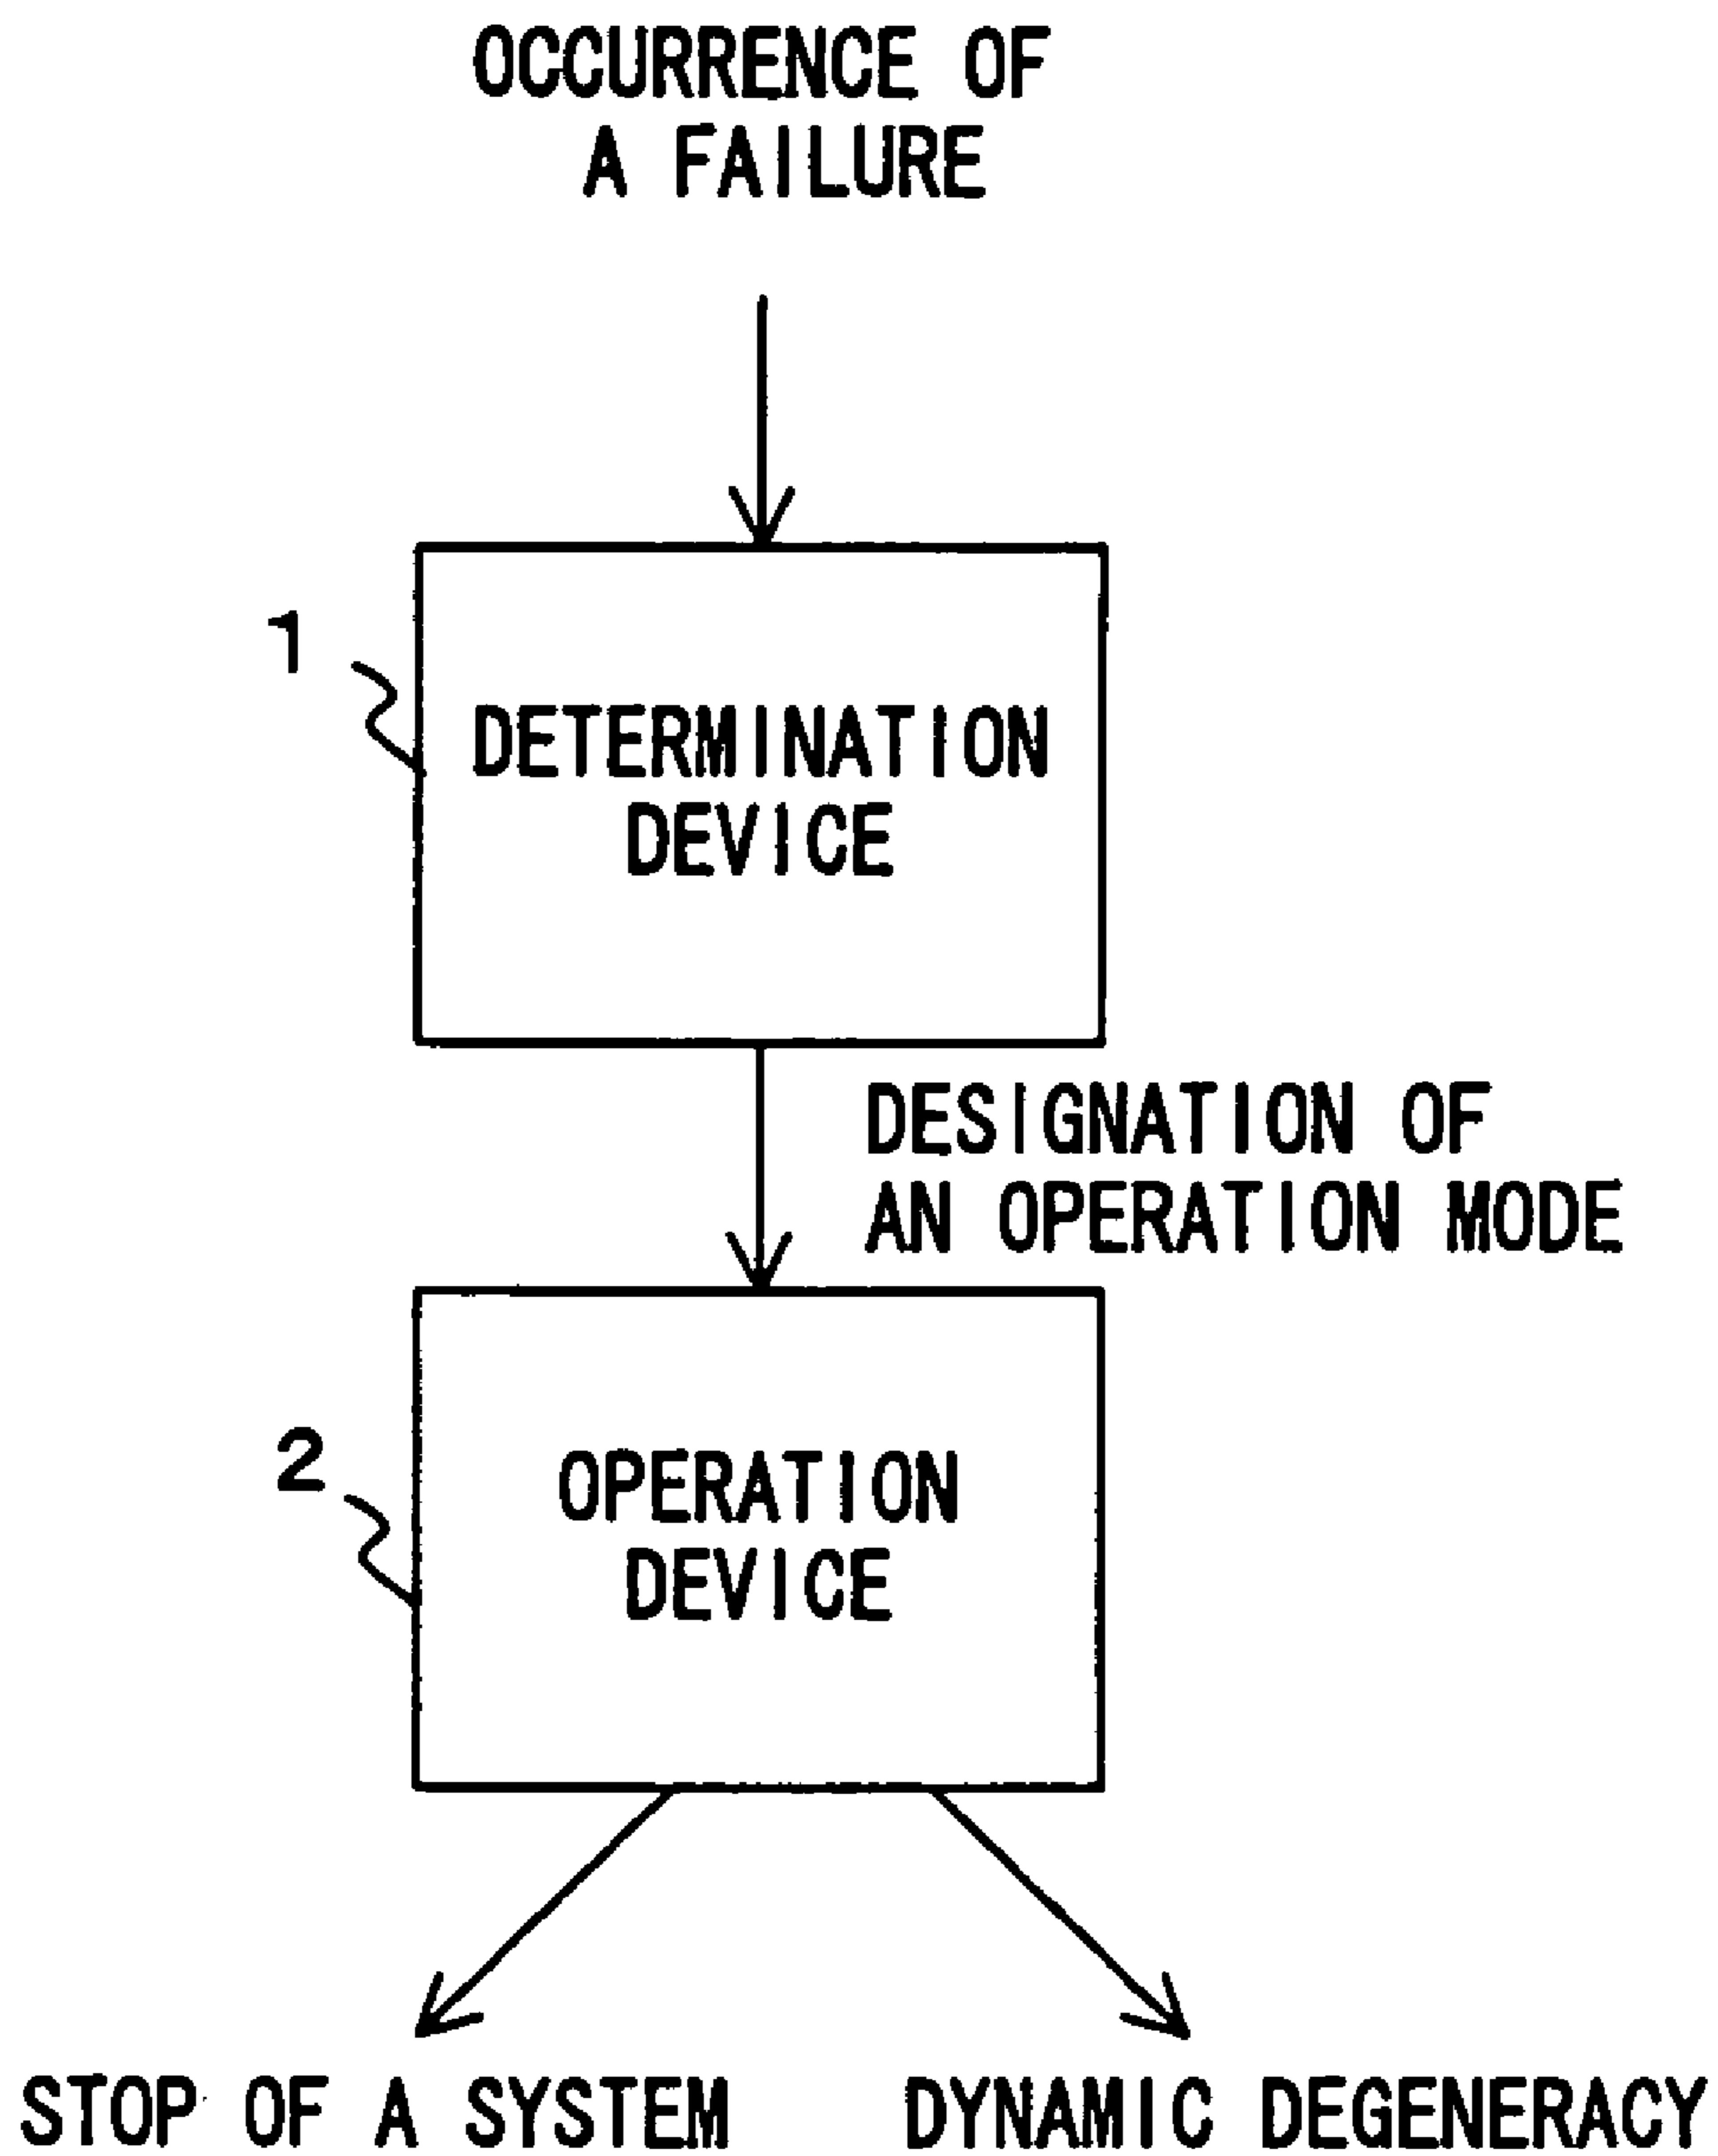 OCCURRENCE OF
A FAILURE
1
DETERMINATION
DEVICE
DESIGNATION OF
AN OPERATION MODE
2
OPERATION
DEVICE
STOP OF A SYSTEM
DYNAMIC DEGENERACY